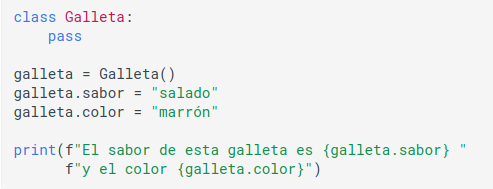 class Galleta:
    pass

galleta = Galleta()
galleta.sabor = "salado"
galleta.color = "marrón"

print(f"El sabor de esta galleta es {galleta.sabor} "
      f"y el color {galleta.color}")